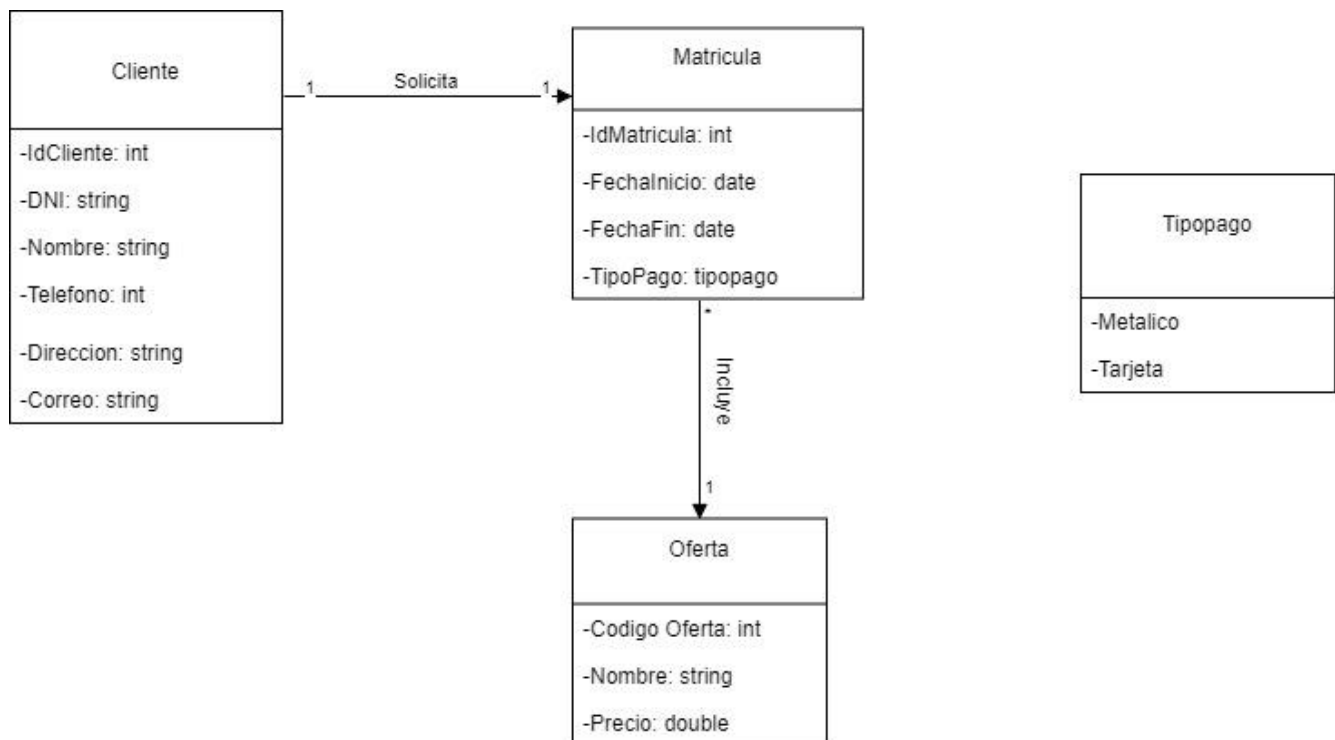 Cliente
-IdCliente: int
-DNI: string
-Nombre: string
-Telefono: int
-Direccion: string
-Correo: string
1
Solicita
1
Matricula
-IdMatricula: int
-FechaInicio: date
-FechaFin: date
-TipoPago: tipopago
*
Incluye
1
Oferta
-Codigo Oferta: int
-Nombre: string
-Precio: double
Tipopago
-Metalico
-Tarjeta